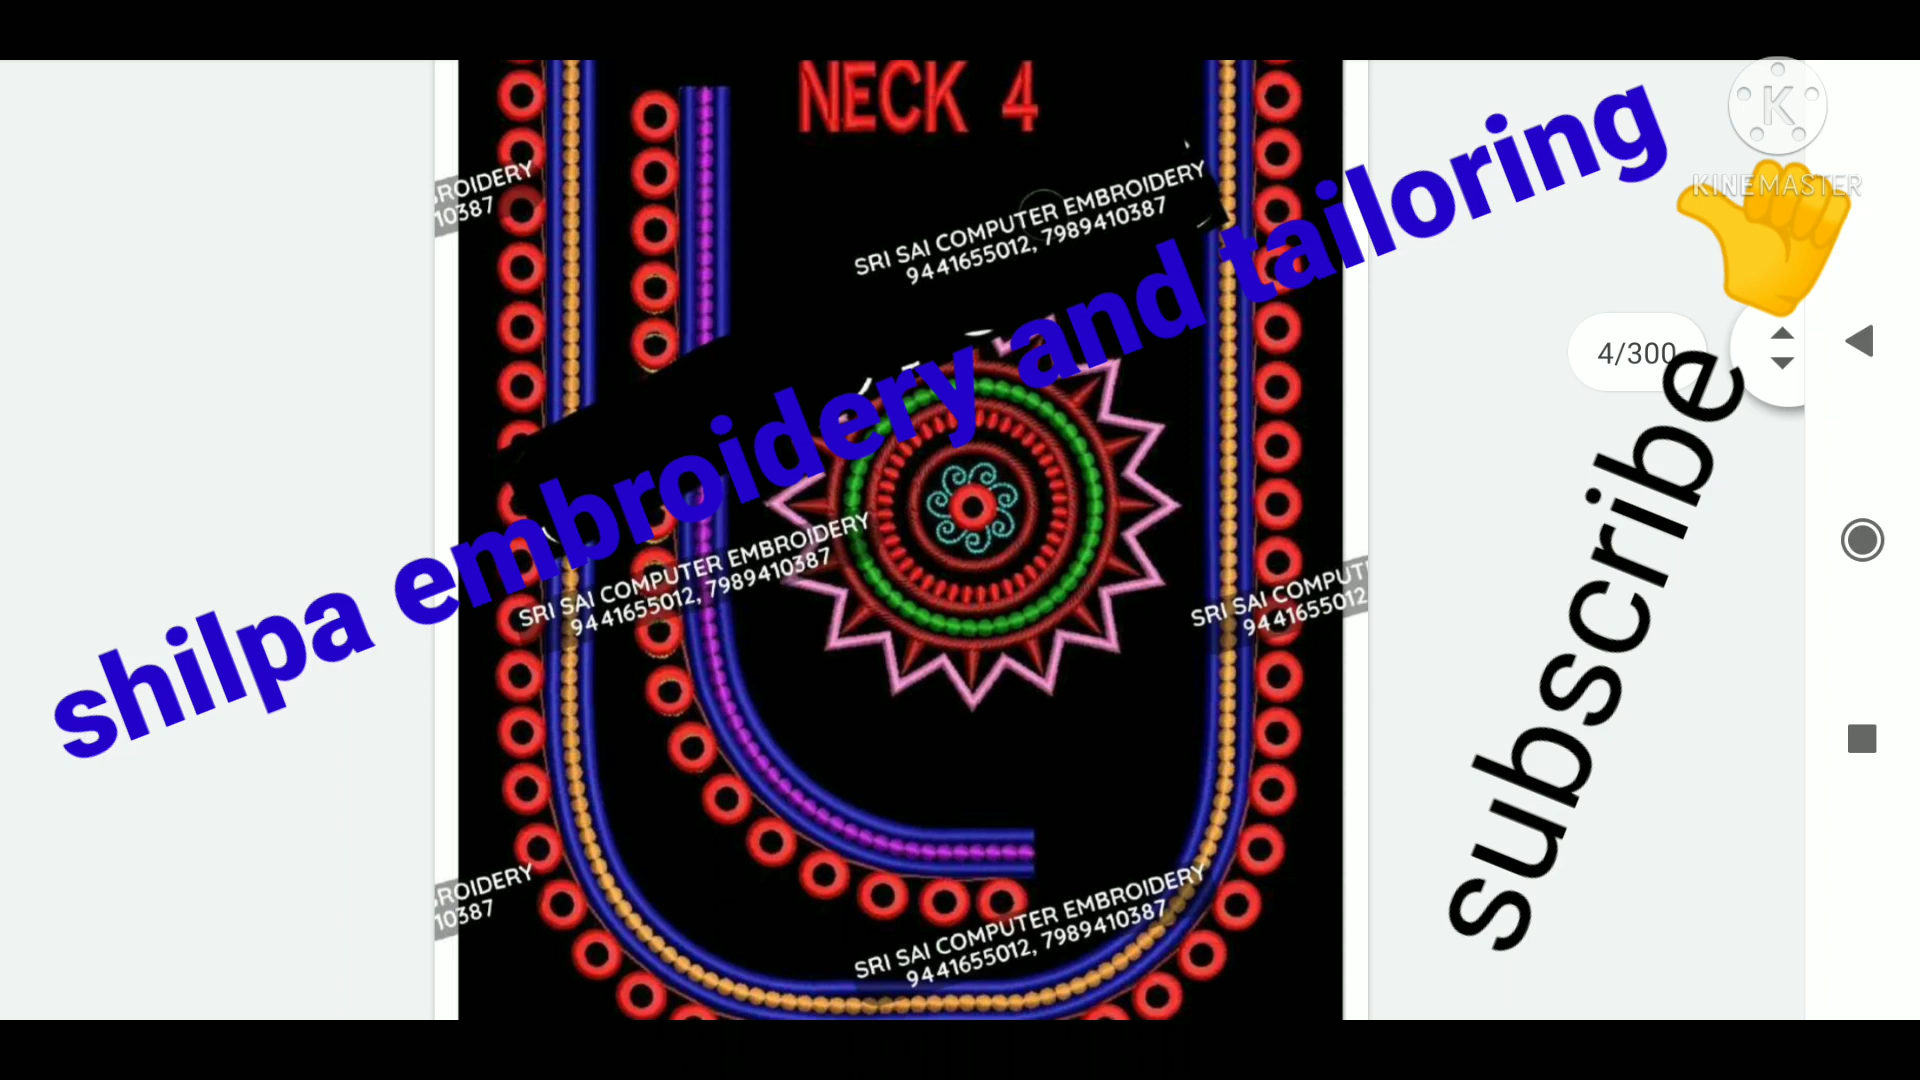 NECK 4
K
KINEMASTER
ROIDERY
10387
SRI SAI COMPUTER EMBROIDERY
9441655012, 7989410387
shilpa embroidery and tailoring
4/300
subscribe
SRI SAI COMPUTER EMBROIDERY
9441655012, 7989410387
SRI SAI COMPUT
9441655012
ROIDERY
10387
SRI SAI COMPUTER EMBROIDERY
9441655012, 7989410387